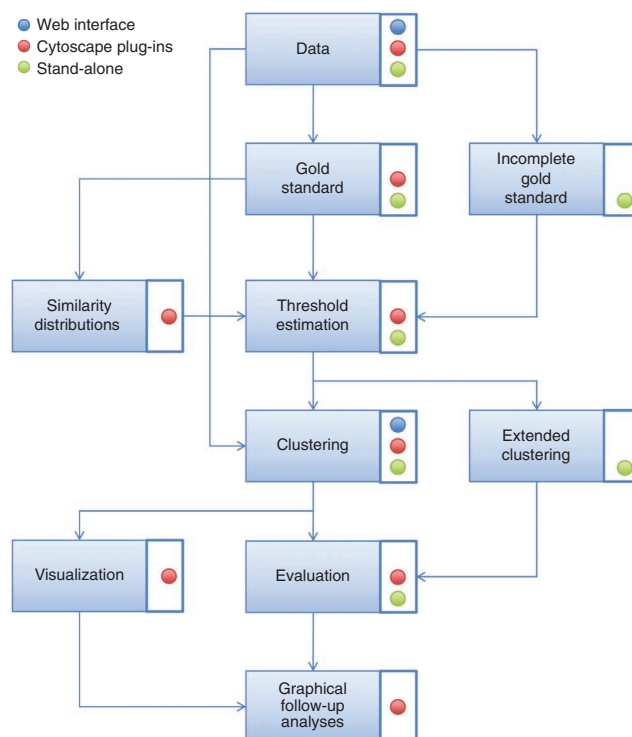 Web interface
Cytoscape plug-ins
Stand-alone
Data
Gold
standard
Incomplete
gold
standard
Similarity
distributions
Threshold
estimation
Clustering
Extended
clustering
Visualization
Evaluation
Graphical
follow-up
analyses